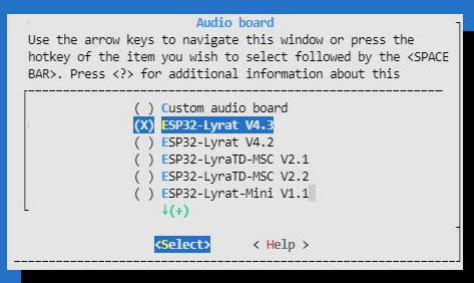 Audio board
Use the arrow keys to navigate this window or press the
hotkey of the item you wish to select followed by the <SPACE
BAR>. Press <?> for additional information about this
( ) Custom audio board
(X) ESP32-Lyrat V4.3
( ) ESP32-Lyrat V4.2
( ) ESP32-LyraTD-MSC V2.1
( ) ESP32-LyraTD-MSC V2.2
( ) ESP32-Lyrat-Mini V1.1
↓(+)
<Select> < Help >